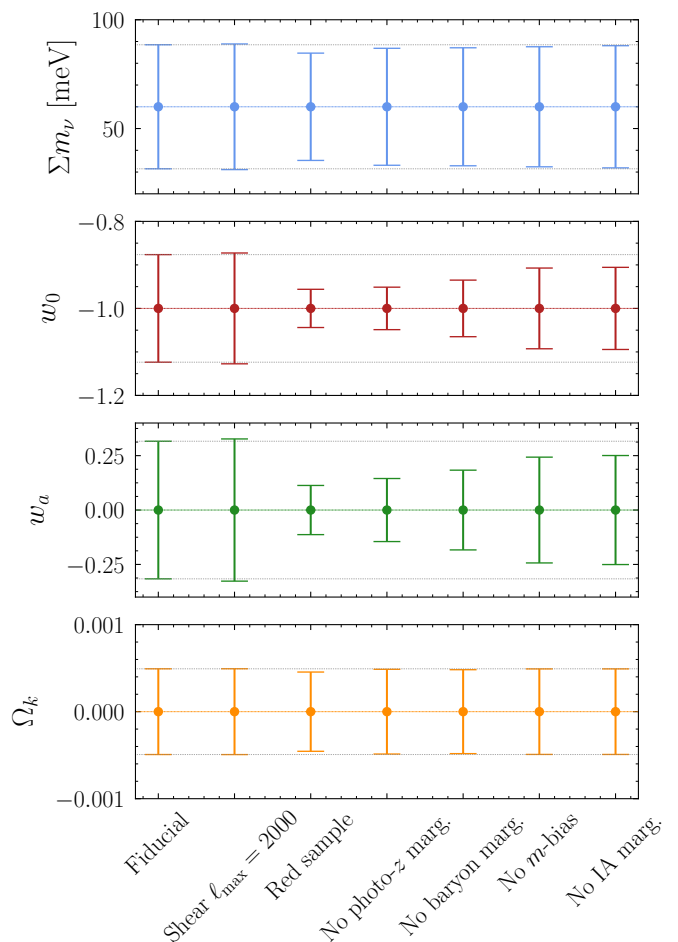 100
50
Σm_ν [meV]
−0.8
−1.0
−1.2
w_0
0.25
0.00
−0.25
w_a
0.001
0.000
−0.001
Ω_k
Fiducial
Shear ℓ_max = 2000
Red sample
No photo-z marg.
No baryon marg.
No m-bias
No IA marg.